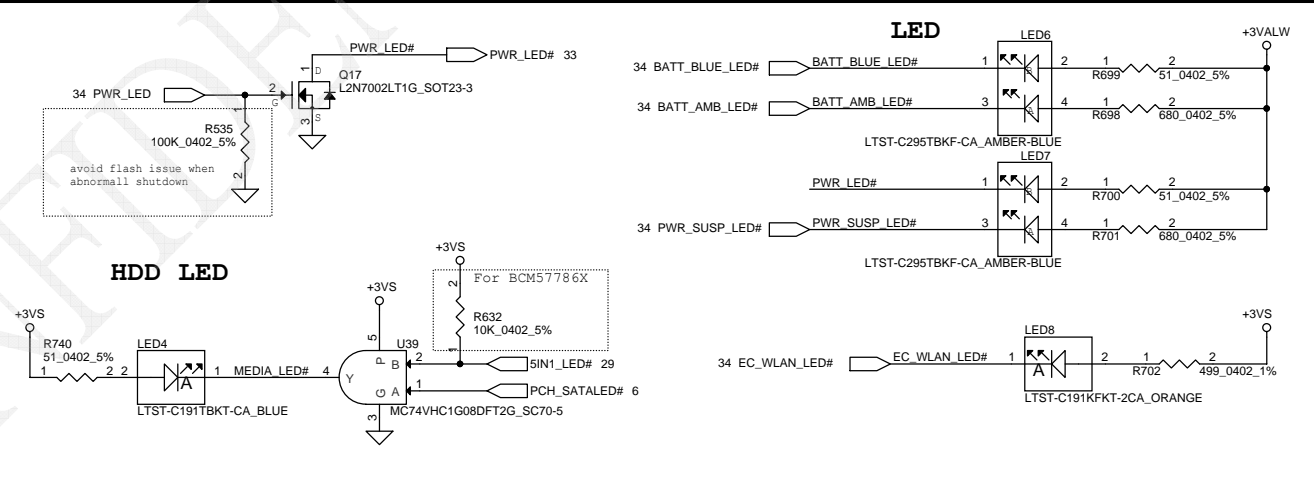 PWR_LED#
PWR_LED# 33
1
D
Q17
L2N7002LT1G_SOT23-3
34 PWR_LED
2
G
3
S
1
R535
100K_0402_5%
2
avoid flash issue when
abnormall shutdown
LED
LED6
+3VALW
34 BATT_BLUE_LED#
BATT_BLUE_LED#
1
B
2
1
2
R699
51_0402_5%
34 BATT_AMB_LED#
BATT_AMB_LED#
3
A
4
1
2
R698
680_0402_5%
LTST-C295TBKF-CA_AMBER-BLUE
LED7
PWR_LED#
1
B
2
1
2
R700
51_0402_5%
34 PWR_SUSP_LED#
PWR_SUSP_LED#
3
A
4
1
2
R701
680_0402_5%
LTST-C295TBKF-CA_AMBER-BLUE
HDD LED
+3VS
For BCM57786X
2
R632
10K_0402_5%
1
+3VS
5
U39
+3VS
R740
51_0402_5%
1
2
LED4
2
A
1
MEDIA_LED#
4
Y
P
B
2
5IN1_LED# 29
G
A
1
PCH_SATALED# 6
3
LTST-C191TBKT-CA_BLUE
MC74VHC1G08DFT2G_SC70-5
+3VS
LED8
34 EC_WLAN_LED#
EC_WLAN_LED#
1
A
2
1
2
R702
499_0402_1%
LTST-C191KFKT-2CA_ORANGE